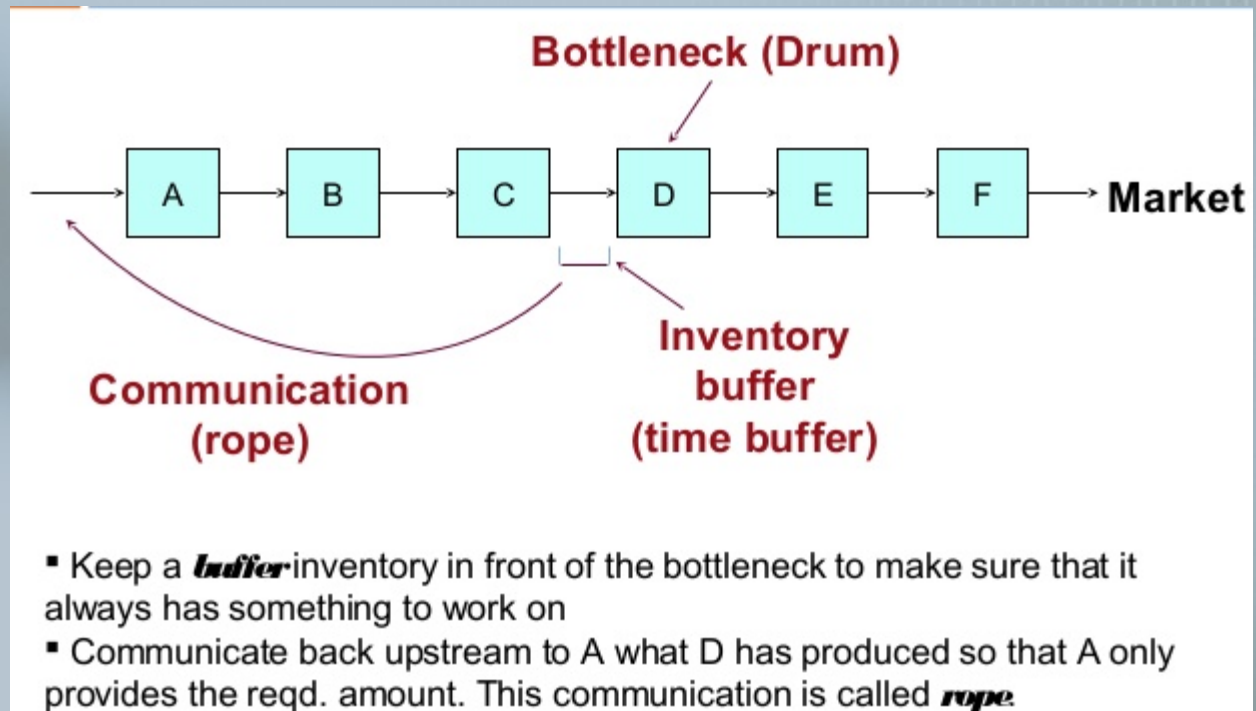 Bottleneck (Drum)
A
B
C
D
E
F
Market
Inventory
buffer
(time buffer)
Communication
(rope)
▪ Keep a buffer inventory in front of the bottleneck to make sure that it
always has something to work on
▪ Communicate back upstream to A what D has produced so that A only
provides the reqd. amount. This communication is called rope.